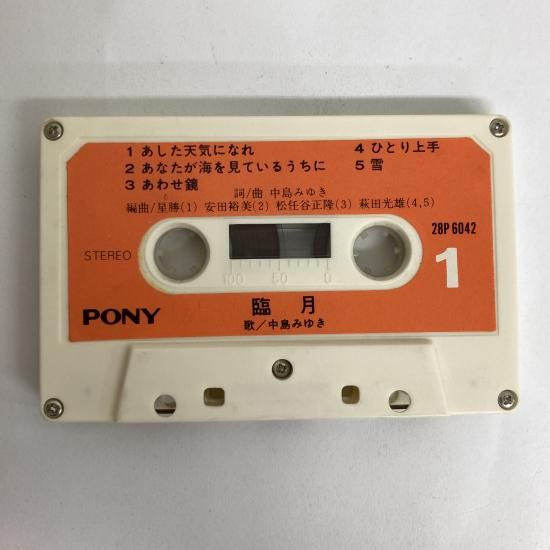 1 あした天気になれ
2 あなたが海を見ているうちに
3 あわせ鏡
4 ひとり上手
5 雪
詞/曲 中島みゆき
編曲/星勝(1) 安田裕美(2) 松任谷正隆(3) 萩田光雄(4,5)
28P 6042
STEREO
1
100 50 0
PONY
臨月
歌/中島みゆき